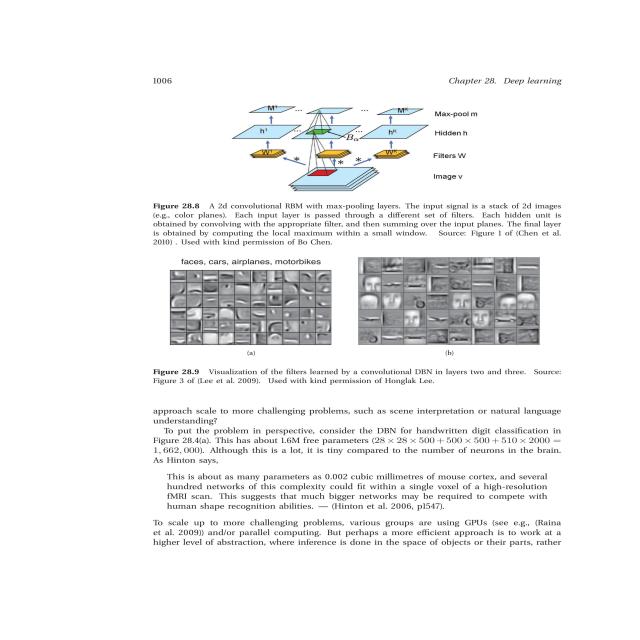 1006
Chapter 28. Deep learning
M¹ ... ... Mᴷ Max-pool m
h¹ ... Bα ... hᴷ Hidden h
W¹ * * * Wᴷ Filters W
Image v
Figure 28.8 A 2d convolutional RBM with max-pooling layers. The input signal is a stack of 2d images
(e.g., color planes). Each input layer is passed through a different set of filters. Each hidden unit is
obtained by convolving with the appropriate filter, and then summing over the input planes. The final layer
is obtained by computing the local maximum within a small window. Source: Figure 1 of (Chen et al.
2010) . Used with kind permission of Bo Chen.
faces, cars, airplanes, motorbikes
(a)
(b)
Figure 28.9 Visualization of the filters learned by a convolutional DBN in layers two and three. Source:
Figure 3 of (Lee et al. 2009). Used with kind permission of Honglak Lee.
approach scale to more challenging problems, such as scene interpretation or natural language
understanding?
To put the problem in perspective, consider the DBN for handwritten digit classification in
Figure 28.4(a). This has about 1.6M free parameters (28 × 28 × 500 + 500 × 500 + 510 × 2000 =
1, 662, 000). Although this is a lot, it is tiny compared to the number of neurons in the brain.
As Hinton says,
This is about as many parameters as 0.002 cubic millimetres of mouse cortex, and several
hundred networks of this complexity could fit within a single voxel of a high-resolution
fMRI scan. This suggests that much bigger networks may be required to compete with
human shape recognition abilities. — (Hinton et al. 2006, p1547).
To scale up to more challenging problems, various groups are using GPUs (see e.g., (Raina
et al. 2009)) and/or parallel computing. But perhaps a more efficient approach is to work at a
higher level of abstraction, where inference is done in the space of objects or their parts, rather